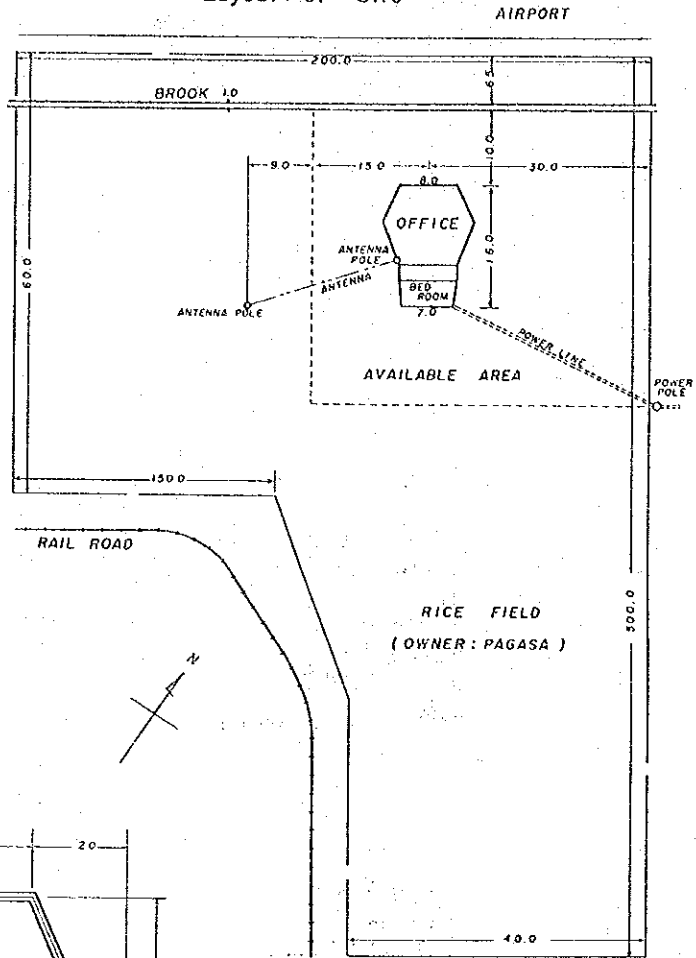 AIRPORT
200.0
6.5
BROOK 1.0
10.0
9.0
15.0
30.0
8.0
OFFICE
15.0
60.0
ANTENNA
POLE
ANTENNA
BED
ROOM
7.0
ANTENNA POLE
POWER LINE
AVAILABLE AREA
POWER
POLE
150.0
RAIL ROAD
RICE FIELD
( OWNER : PAGASA )
N
20
40.0